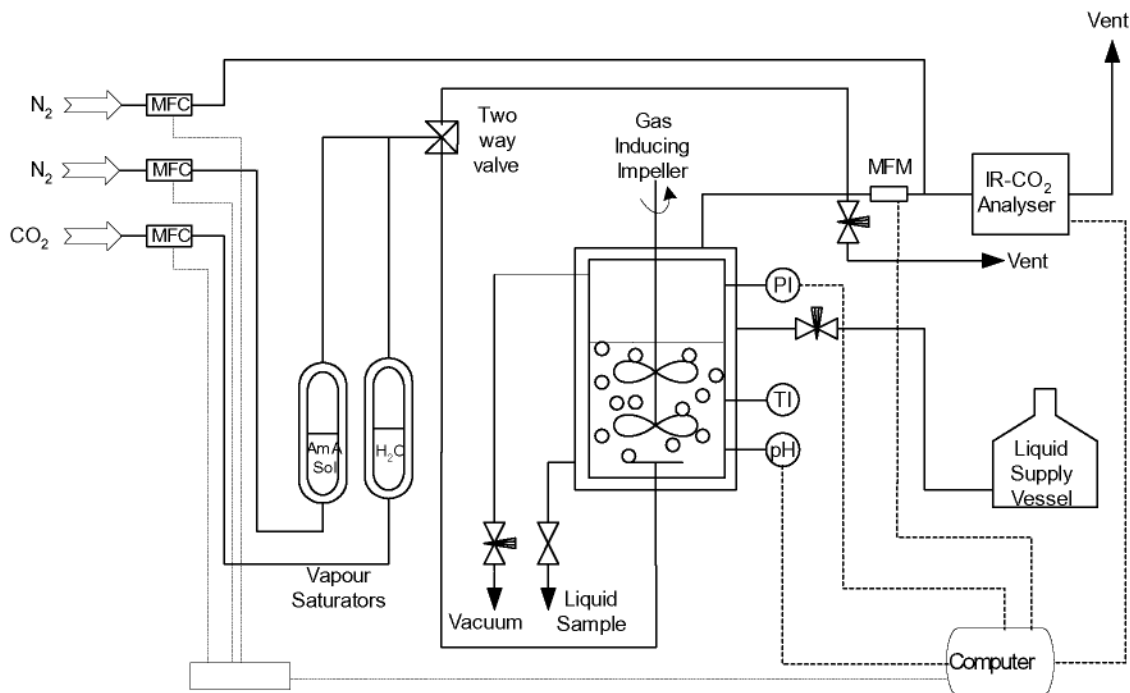 Vent
N2
MFC
Two
way
valve
Gas
Inducing
Impeller
N2
MFC
MFM
IR-CO2
Analyser
CO2
MFC
Vent
PI
TI
pH
AmA
Sol
H2C
Liquid
Supply
Vessel
Vapour
Saturators
Vacuum
Liquid
Sample
Computer